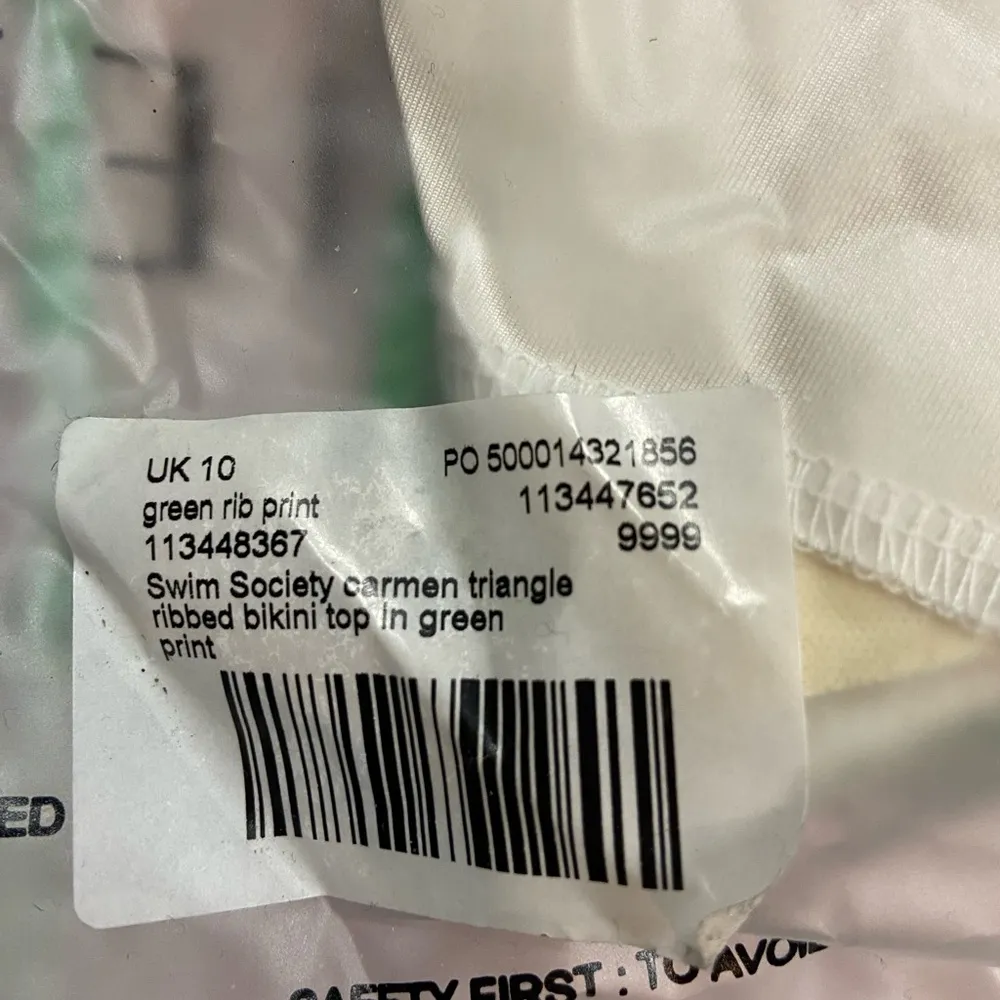 UK 10
PO 500014321856
green rib print
113447652
113448367
9999
Swim Society carmen triangle
ribbed bikini top in green
print
ED
SAFETY FIRST : TO AVOID